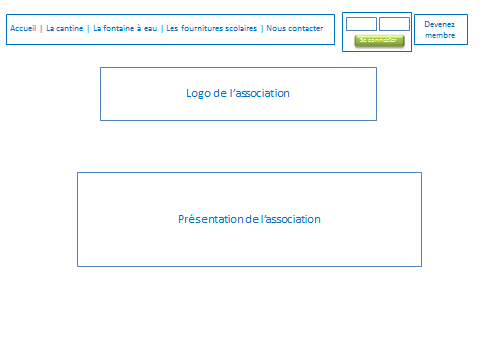 Accueil | La cantine | La fontaine à eau | Les fournitures scolaires | Nous contacter
Se connecter
Devenez
membre
Logo de l'association
Présentation de l'association